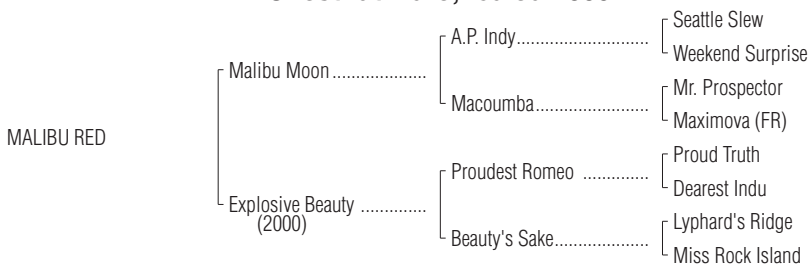 Seattle Slew
A.P. Indy
Weekend Surprise
Malibu Moon
Mr. Prospector
Macoumba
Maximova (FR)
MALIBU RED
Proud Truth
Proudest Romeo
Dearest Indu
Explosive Beauty
(2000)
Lyphard's Ridge
Beauty's Sake
Miss Rock Island